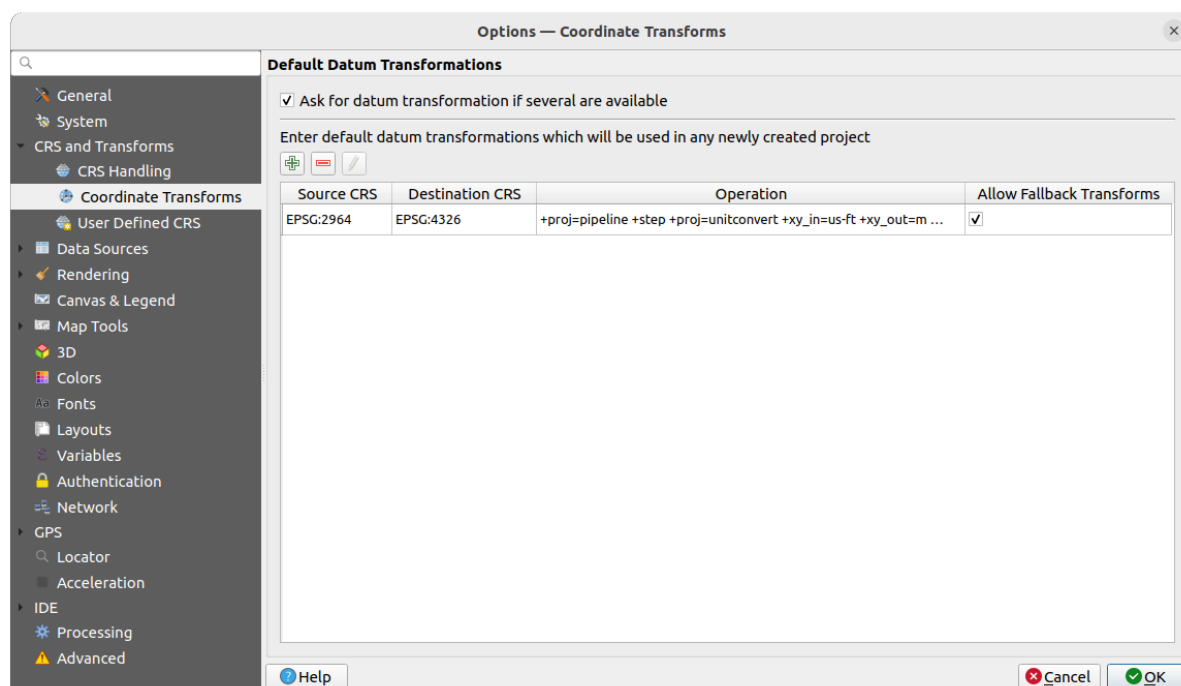 Options — Coordinate Transforms
General
System
CRS and Transforms
CRS Handling
Coordinate Transforms
User Defined CRS
Data Sources
Rendering
Canvas & Legend
Map Tools
3D
Colors
Fonts
Layouts
Variables
Authentication
Network
GPS
Locator
Acceleration
IDE
Processing
Advanced
Default Datum Transformations
Ask for datum transformation if several are available
Enter default datum transformations which will be used in any newly created project
Source CRS Destination CRS Operation Allow Fallback Transforms
EPSG:2964 EPSG:4326 +proj=pipeline +step +proj=unitconvert +xy_in=us-ft +xy_out=m ...
Help Cancel OK